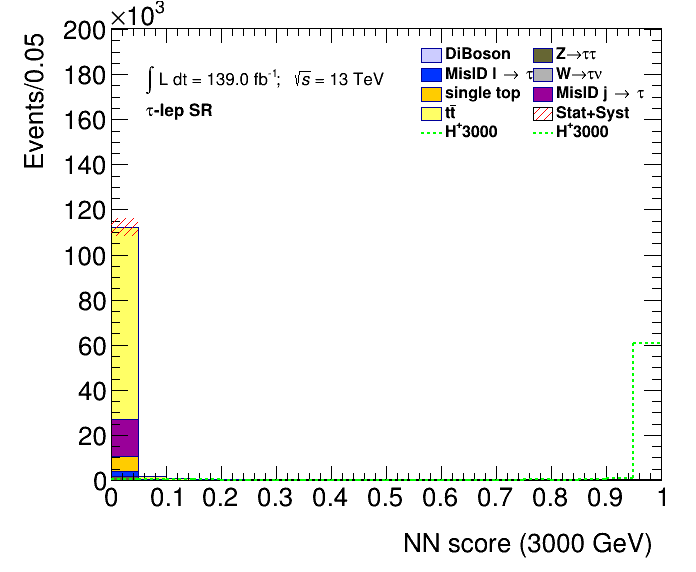 ×10³
Events/0.05
200
180
160
140
120
100
80
60
40
20
0
∫ L dt = 139.0 fb⁻¹; √s = 13 TeV
τ-lep SR
DiBoson Z→ττ
MisID l → τ W→τν
single top MisID j → τ
tt̄ Stat+Syst
H⁺3000 H⁺3000
0 0.1 0.2 0.3 0.4 0.5 0.6 0.7 0.8 0.9 1
NN score (3000 GeV)